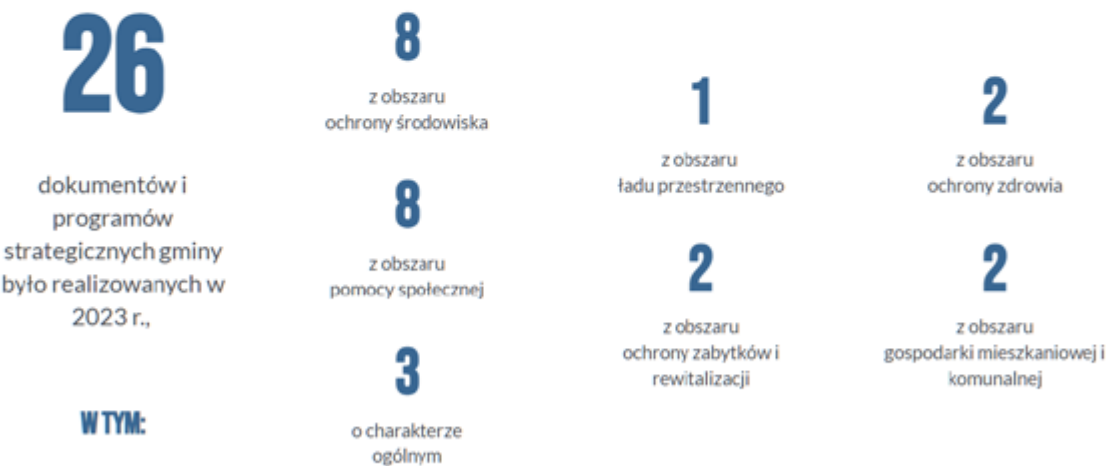 26
dokumentów i
programów
strategicznych gminy
było realizowanych w
2023 r.,
W TYM:
8
z obszaru
ochrony środowiska
8
z obszaru
pomocy społecznej
3
o charakterze
ogólnym
1
z obszaru
ładu przestrzennego
2
z obszaru
ochrony zabytków i
rewitalizacji
2
z obszaru
ochrony zdrowia
2
z obszaru
gospodarki mieszkaniowej i
komunalnej